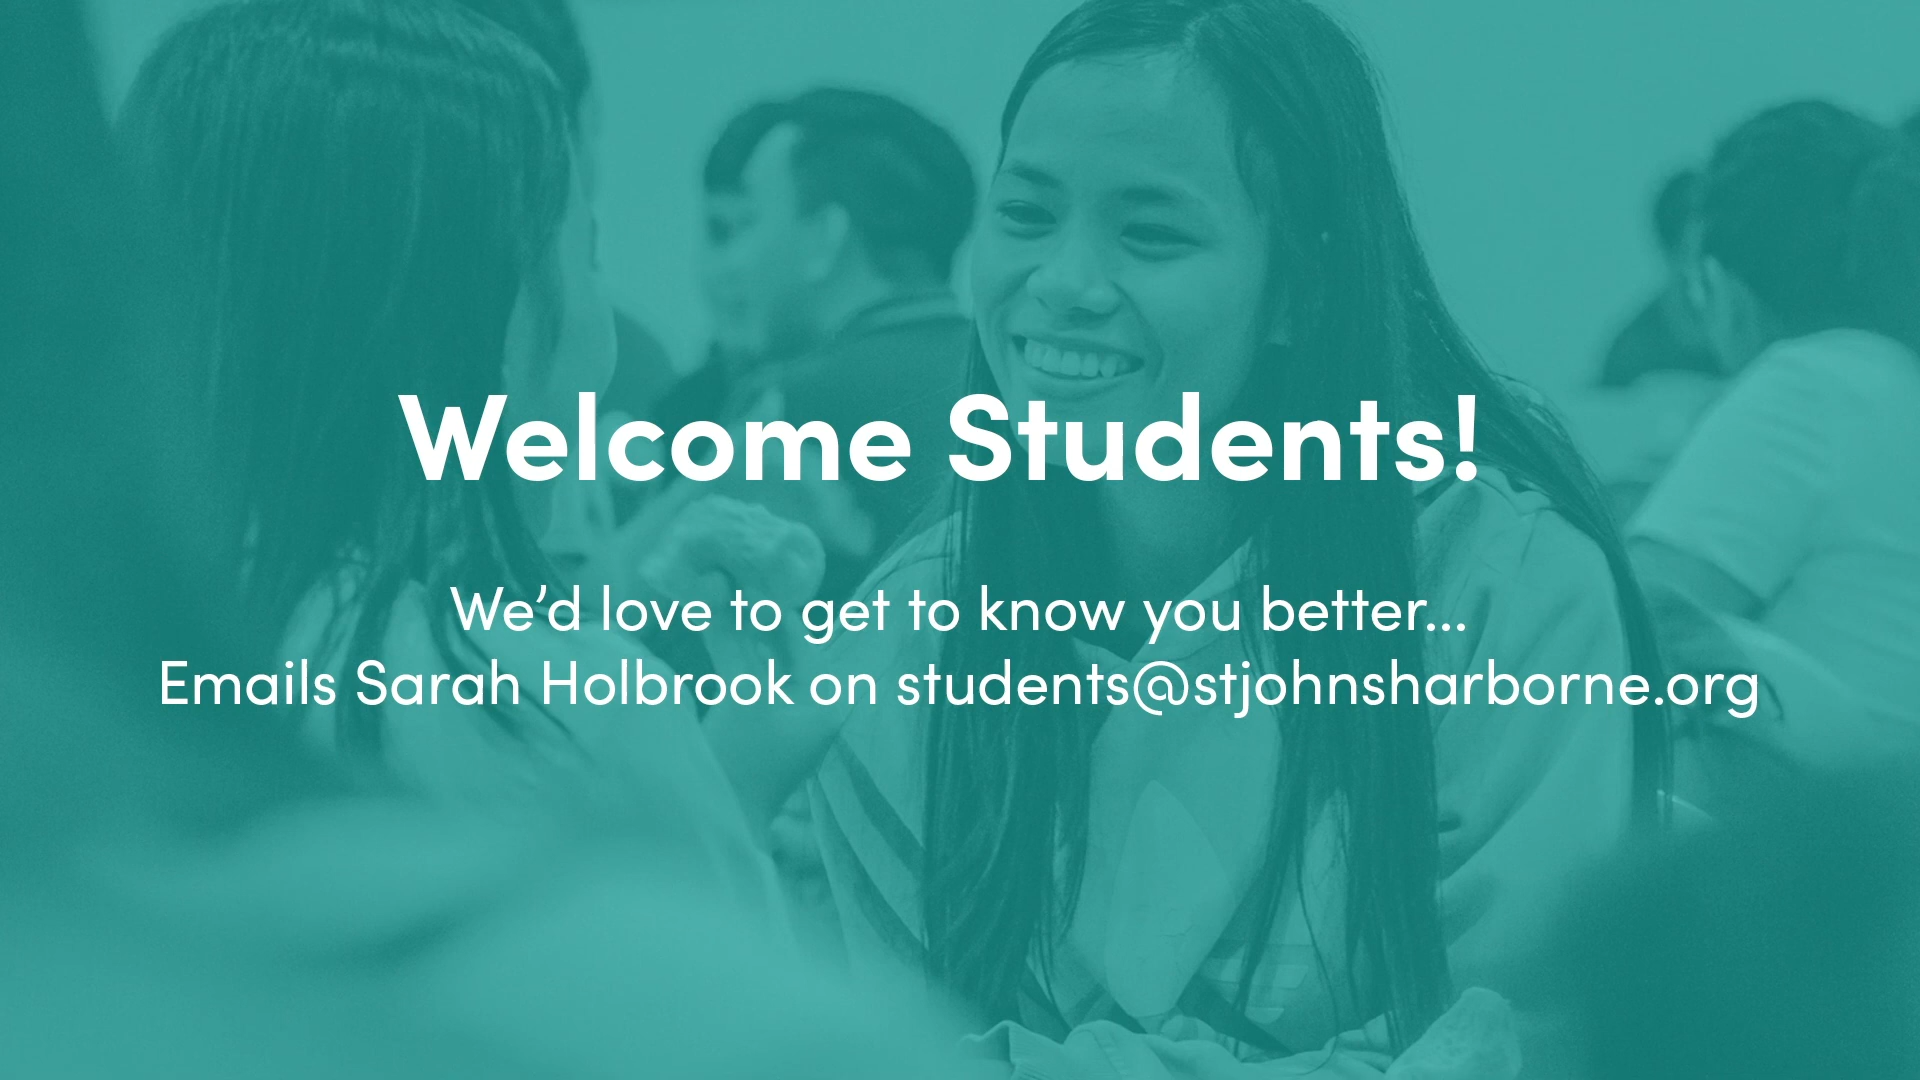 Welcome Students!
We’d love to get to know you better...
Emails Sarah Holbrook on students@stjohnsharborne.org